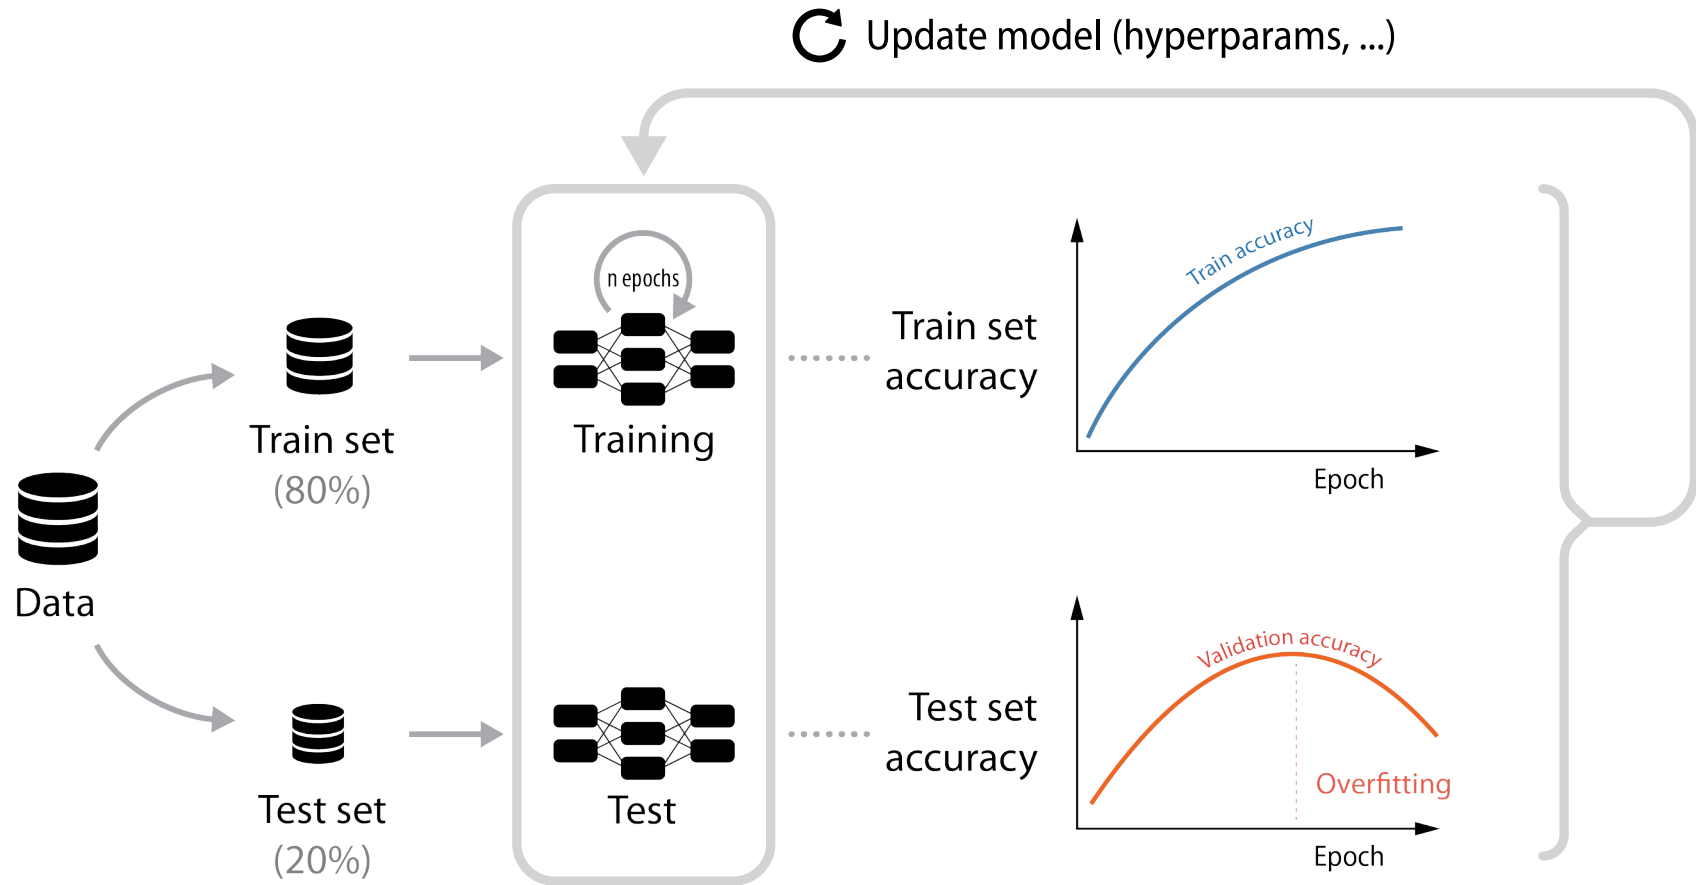 Update model (hyperparams, ...)
n epochs
Train accuracy
Train set
accuracy
Train set
(80%)
Training
Epoch
Data
Validation accuracy
Test set
accuracy
Overfitting
Test set
(20%)
Test
Epoch